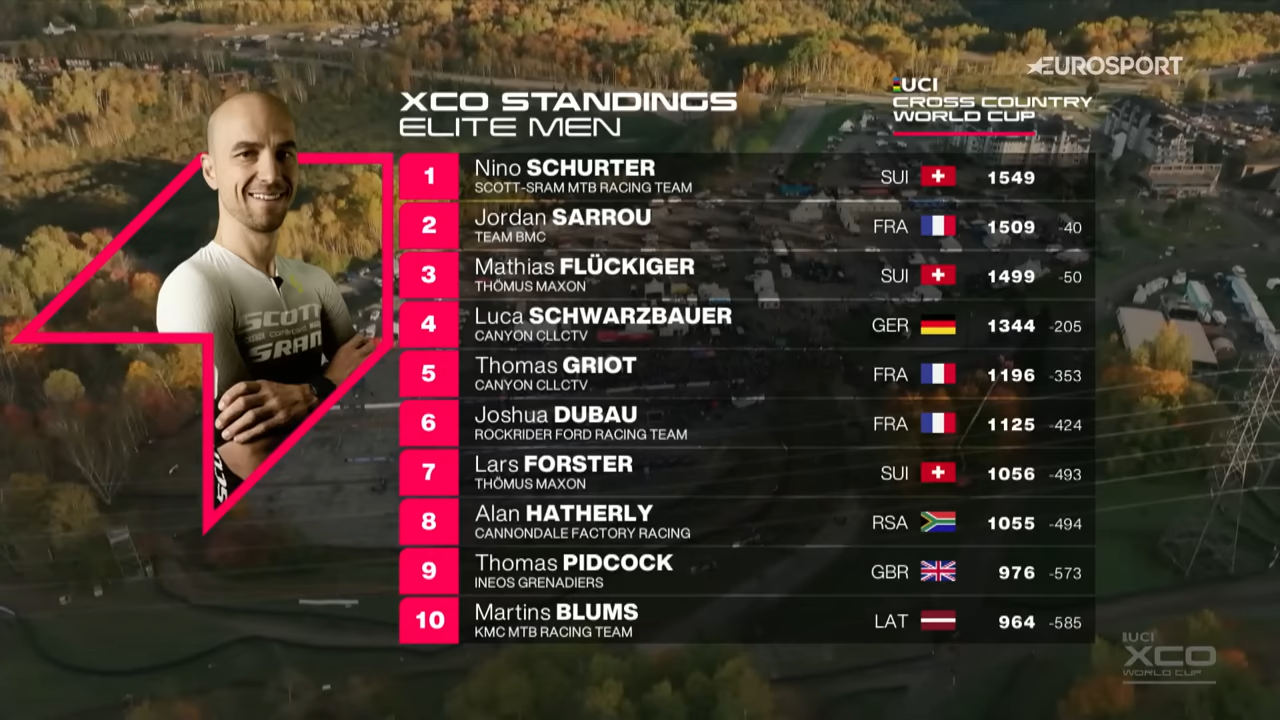 EUROSPORT
UCI
CROSS COUNTRY
WORLD CUP
XCO STANDINGS
ELITE MEN
1 Nino SCHURTER SUI 1549
SCOTT-SRAM MTB RACING TEAM
2 Jordan SARROU FRA 1509 -40
TEAM BMC
3 Mathias FLÜCKIGER SUI 1499 -50
THÖMUS MAXON
4 Luca SCHWARZBAUER GER 1344 -205
CANYON CLLCTV
5 Thomas GRIOT FRA 1196 -353
CANYON CLLCTV
6 Joshua DUBAU FRA 1125 -424
ROCKRIDER FORD RACING TEAM
7 Lars FORSTER SUI 1056 -493
THÖMUS MAXON
8 Alan HATHERLY RSA 1055 -494
CANNONDALE FACTORY RACING
9 Thomas PIDCOCK GBR 976 -573
INEOS GRENADIERS
10 Martins BLUMS LAT 964 -585
KMC MTB RACING TEAM
SCOTT
SRAM
UCI
XCO
WORLD CUP